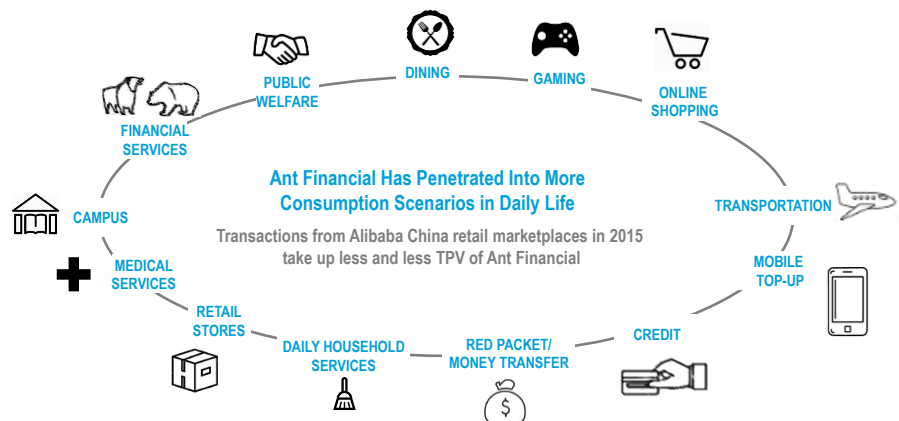 DINING
GAMING
PUBLIC
WELFARE
ONLINE
SHOPPING
FINANCIAL
SERVICES
Ant Financial Has Penetrated Into More
Consumption Scenarios in Daily Life
CAMPUS
TRANSPORTATION
Transactions from Alibaba China retail marketplaces in 2015
take up less and less TPV of Ant Financial
MEDICAL
SERVICES
MOBILE
TOP-UP
RETAIL
STORES
CREDIT
DAILY HOUSEHOLD
SERVICES
RED PACKET/
MONEY TRANSFER
$